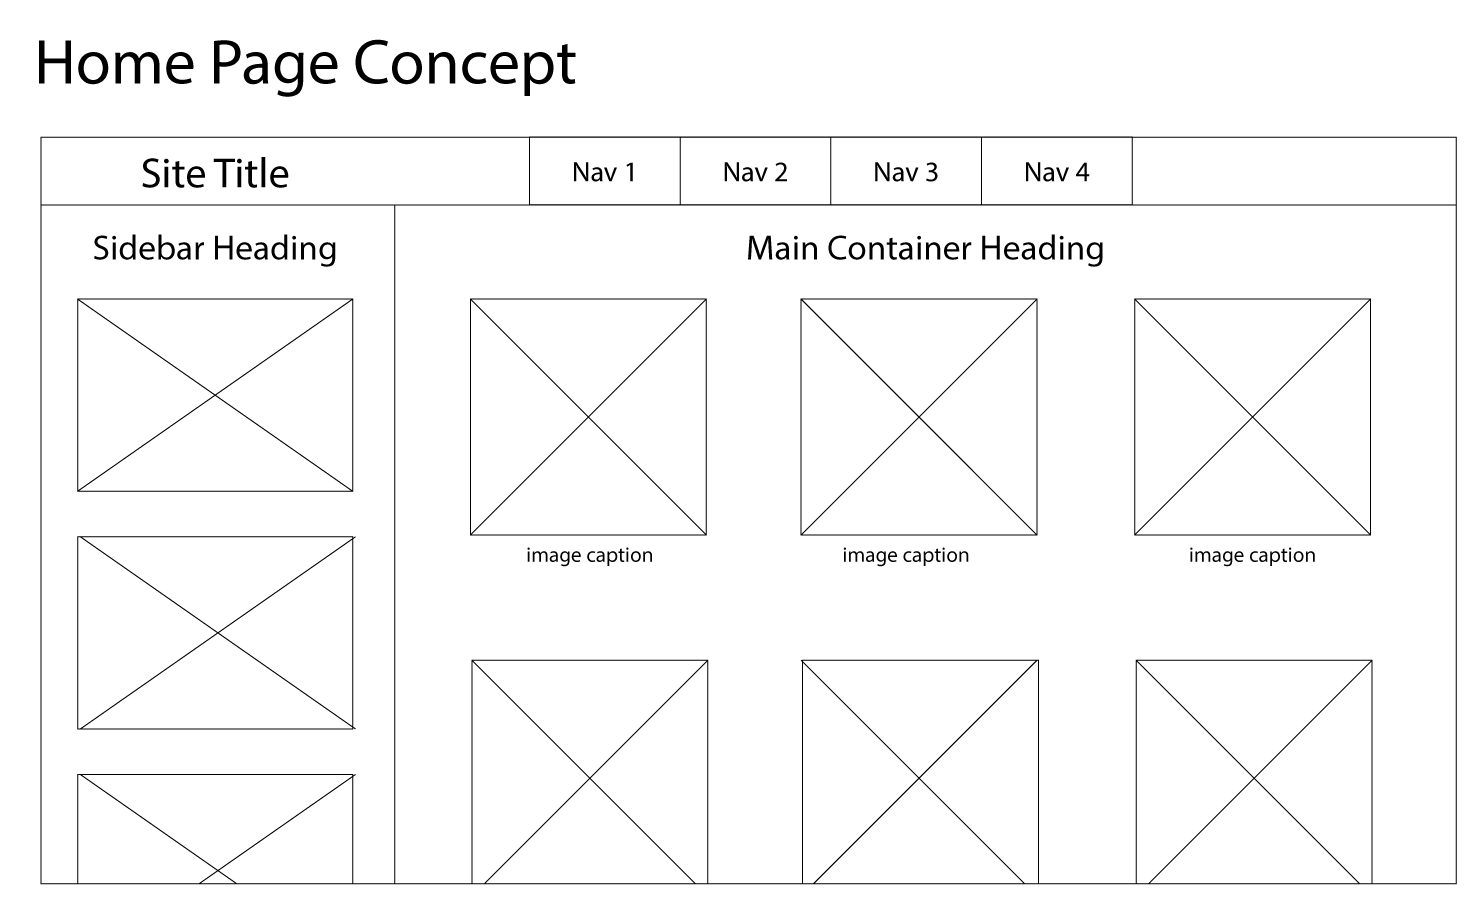 Home Page Concept
Site Title
Nav 1
Nav 2
Nav 3
Nav 4
Sidebar Heading
Main Container Heading
image caption
image caption
image caption